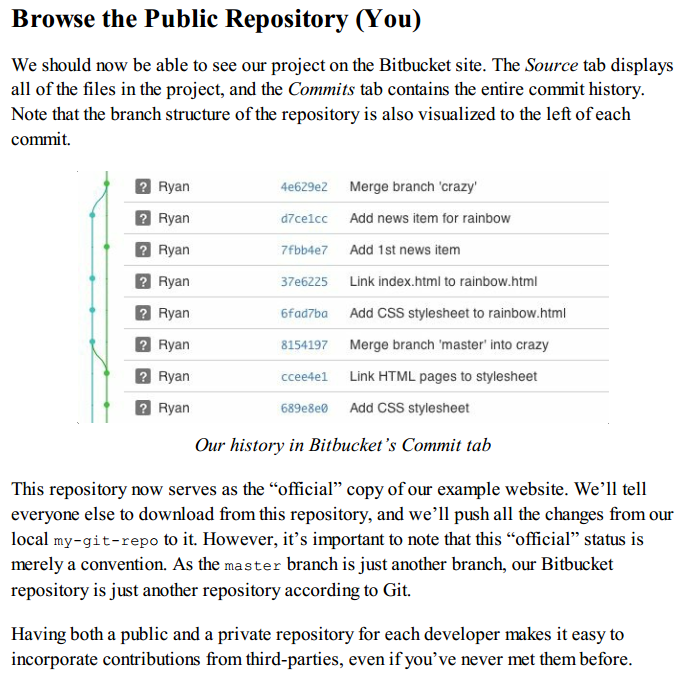 Browse the Public Repository (You)
We should now be able to see our project on the Bitbucket site. The Source tab displays
all of the files in the project, and the Commits tab contains the entire commit history.
Note that the branch structure of the repository is also visualized to the left of each
commit.
? Ryan 4e629e2 Merge branch 'crazy'
? Ryan d7ce1cc Add news item for rainbow
? Ryan 7fbb4e7 Add 1st news item
? Ryan 37e6225 Link index.html to rainbow.html
? Ryan 6fad7ba Add CSS stylesheet to rainbow.html
? Ryan 8154197 Merge branch 'master' into crazy
? Ryan ccee4e1 Link HTML pages to stylesheet
? Ryan 689e8e0 Add CSS stylesheet
Our history in Bitbucket’s Commit tab
This repository now serves as the “official” copy of our example website. We’ll tell
everyone else to download from this repository, and we’ll push all the changes from our
local my-git-repo to it. However, it’s important to note that this “official” status is
merely a convention. As the master branch is just another branch, our Bitbucket
repository is just another repository according to Git.
Having both a public and a private repository for each developer makes it easy to
incorporate contributions from third-parties, even if you’ve never met them before.